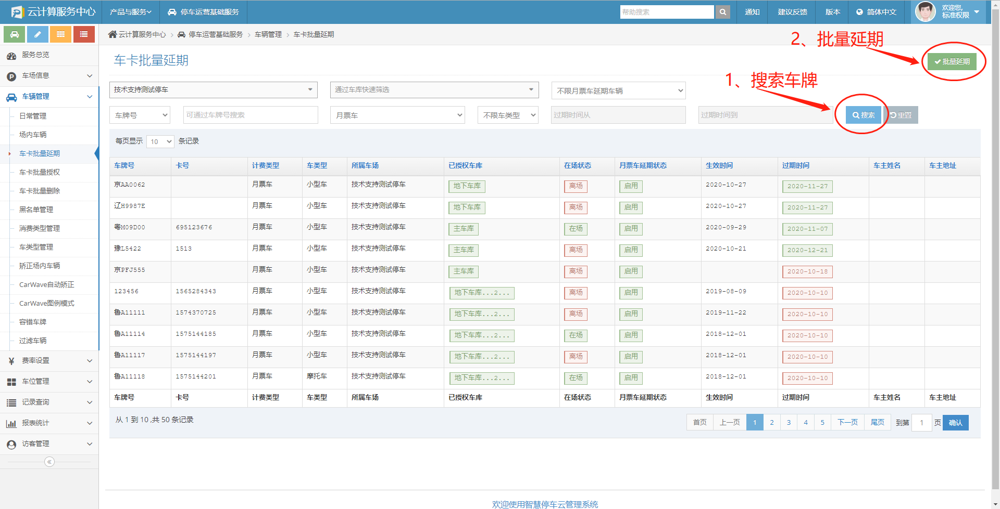 云计算服务中心 产品与服务 停车运营基础服务 帮助搜索 通知 建议反馈 版本 简体中文 欢迎您, 标准权限
云计算服务中心 > 停车运营基础服务 > 车辆管理 > 车卡批量延期
2、批量延期
车卡批量延期
批量延期
1、搜索车牌
技术支持测试停车 通过车库快速筛选 不限月票车延期车辆
车牌号 可通过车牌号搜索 月票车 不限车类型 过期时间从 过期时间到 搜索 重置
每页显示 10 条记录
服务总览
车场信息
车辆管理
日常管理
场内车辆
车卡批量延期
车卡批量授权
车卡批量删除
黑名单管理
消费类型管理
车类型管理
矫正场内车辆
CarWave自动矫正
CarWave图例模式
容错车牌
过滤车辆
¥ 费率设置
车位管理
记录查询
报表统计
访客管理
车牌号 卡号 计费类型 车类型 所属车场 已授权车库 在场状态 月票车延期状态 生效时间 过期时间 车主姓名 车主地址
京AA0062 月票车 小型车 技术支持测试停车 地下车库 离场 启用 2020-10-27 2020-11-27
辽H9987E 月票车 小型车 技术支持测试停车 地下车库 离场 启用 2020-10-27 2020-11-27
粤M09D00 695123676 月票车 小型车 技术支持测试停车 主车库 在场 启用 2020-09-29 2020-11-07
豫L5422 1513 月票车 小型车 技术支持测试停车 主车库 离场 启用 2020-10-21 2020-12-21
京PFJ555 月票车 小型车 技术支持测试停车 主车库 离场 启用 2020-10-18
123456 1565284343 月票车 小型车 技术支持测试停车 地下车库...2... 离场 启用 2019-08-09 2020-10-10
鲁A11111 1574370725 月票车 小型车 技术支持测试停车 地下车库...2... 离场 启用 2019-11-22 2020-10-10
鲁A11114 1575144185 月票车 小型车 技术支持测试停车 地下车库...2... 在场 启用 2018-12-01 2020-10-10
鲁A11117 1575144197 月票车 小型车 技术支持测试停车 地下车库...2... 离场 启用 2018-12-01 2020-10-10
鲁A11118 1575144201 月票车 摩托车 技术支持测试停车 地下车库...2... 在场 启用 2018-12-01 2020-10-10
车牌号 卡号 计费类型 车类型 所属车场 已授权车库 在场状态 月票车延期状态 生效时间 过期时间 车主姓名 车主地址
从 1 到 10 ,共 50 条记录 首页 上一页 1 2 3 4 5 下一页 尾页 到第 1 页 确认
欢迎使用智慧停车云管理系统